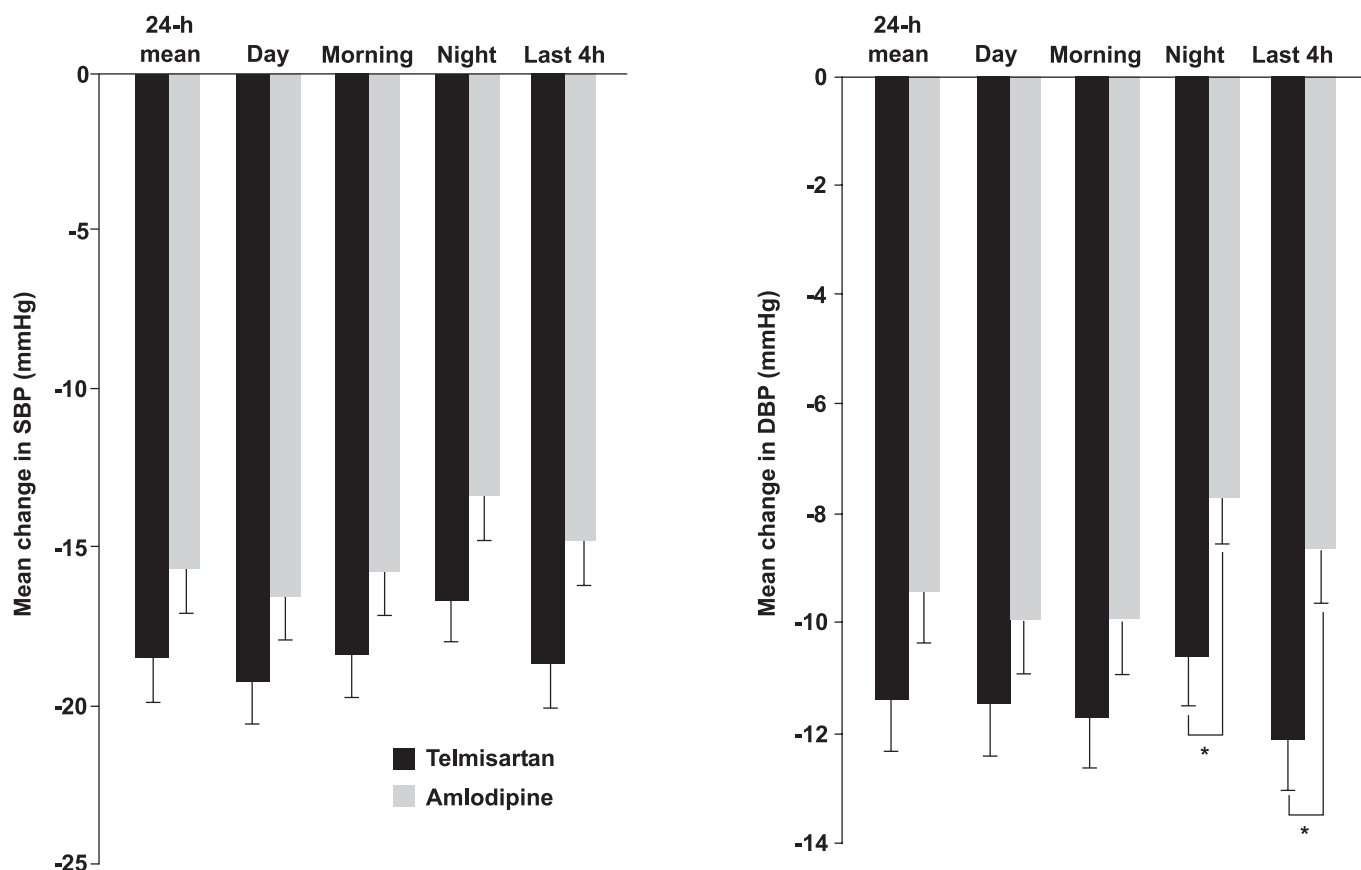 24-h
mean Day Morning Night Last 4h
0
-5
-10
-15
-20
-25
Mean change in SBP (mmHg)
Telmisartan
Amlodipine
24-h
mean Day Morning Night Last 4h
0
-2
-4
-6
-8
-10
-12
-14
Mean change in DBP (mmHg)
*
*